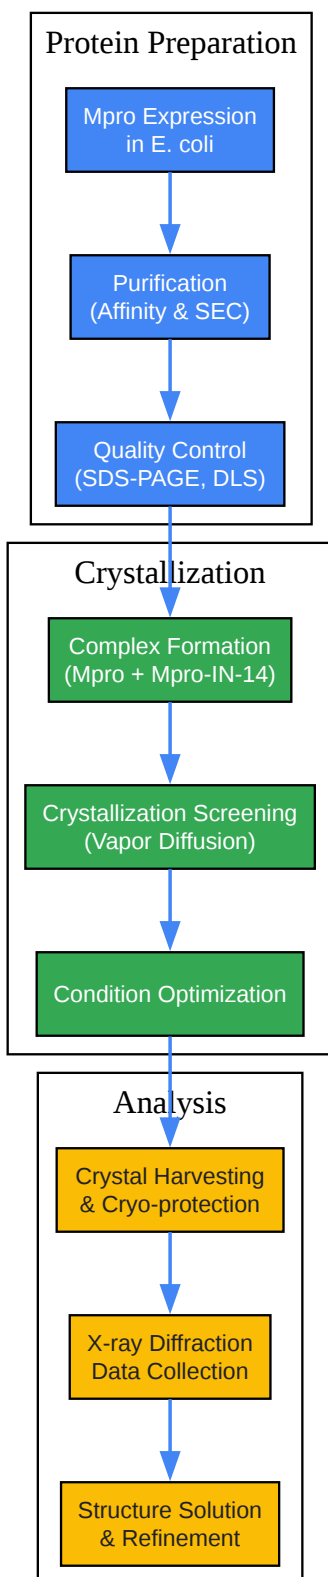 Protein Preparation
Mpro Expression
in E. coli
Purification
(Affinity & SEC)
Quality Control
(SDS-PAGE, DLS)
Crystallization
Complex Formation
(Mpro + Mpro-IN-14)
Crystallization Screening
(Vapor Diffusion)
Condition Optimization
Analysis
Crystal Harvesting
& Cryo-protection
X-ray Diffraction
Data Collection
Structure Solution
& Refinement